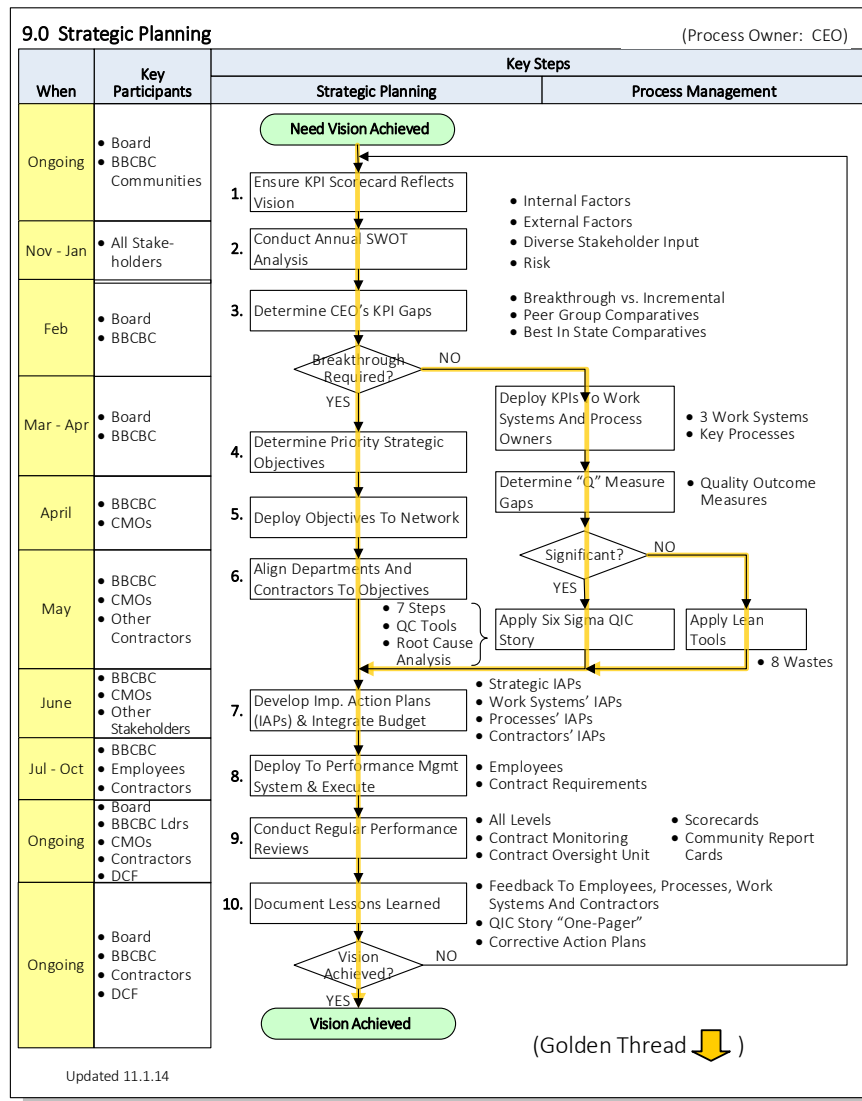 9.0 Strategic Planning
(Process Owner: CEO)
When
Key
Participants
Key Steps
Strategic Planning
Process Management
Ongoing
• Board
• BBCBC
Communities
Need Vision Achieved
1.
Ensure KPI Scorecard Reflects
Vision
• Internal Factors
• External Factors
• Diverse Stakeholder Input
• Risk
Nov - Jan
• All Stake-
holders
2.
Conduct Annual SWOT
Analysis
Feb
• Board
• BBCBC
3.
Determine CEO's KPI Gaps
• Breakthrough vs. Incremental
• Peer Group Comparatives
• Best In State Comparatives
Breakthrough
Required?
NO
YES
Mar - Apr
• Board
• BBCBC
Deploy KPIs To Work
Systems And Process
Owners
• 3 Work Systems
• Key Processes
4.
Determine Priority Strategic
Objectives
Determine “Q” Measure
Gaps
• Quality Outcome
Measures
April
• BBCBC
• CMOs
5.
Deploy Objectives To Network
Significant?
NO
YES
May
• BBCBC
• CMOs
• Other
Contractors
6.
Align Departments And
Contractors To Objectives
• 7 Steps
• QC Tools
• Root Cause
Analysis
Apply Six Sigma QIC
Story
Apply Lean
Tools
• 8 Wastes
June
• BBCBC
• CMOs
• Other
Stakeholders
7.
Develop Imp. Action Plans
(IAPs) & Integrate Budget
• Strategic IAPs
• Work Systems' IAPs
• Processes' IAPs
• Contractors' IAPs
Jul - Oct
• BBCBC
• Employees
• Contractors
8.
Deploy To Performance Mgmt
System & Execute
• Employees
• Contract Requirements
Ongoing
• Board
• BBCBC Ldrs
• CMOs
• Contractors
• DCF
9.
Conduct Regular Performance
Reviews
• All Levels
• Contract Monitoring
• Contract Oversight Unit
• Scorecards
• Community Report
Cards
Ongoing
• Board
• BBCBC
• Contractors
• DCF
10.
Document Lessons Learned
• Feedback To Employees, Processes, Work
Systems And Contractors
• QIC Story “One-Pager”
• Corrective Action Plans
Vision
Achieved?
NO
YES
Vision Achieved
(Golden Thread )
Updated 11.1.14